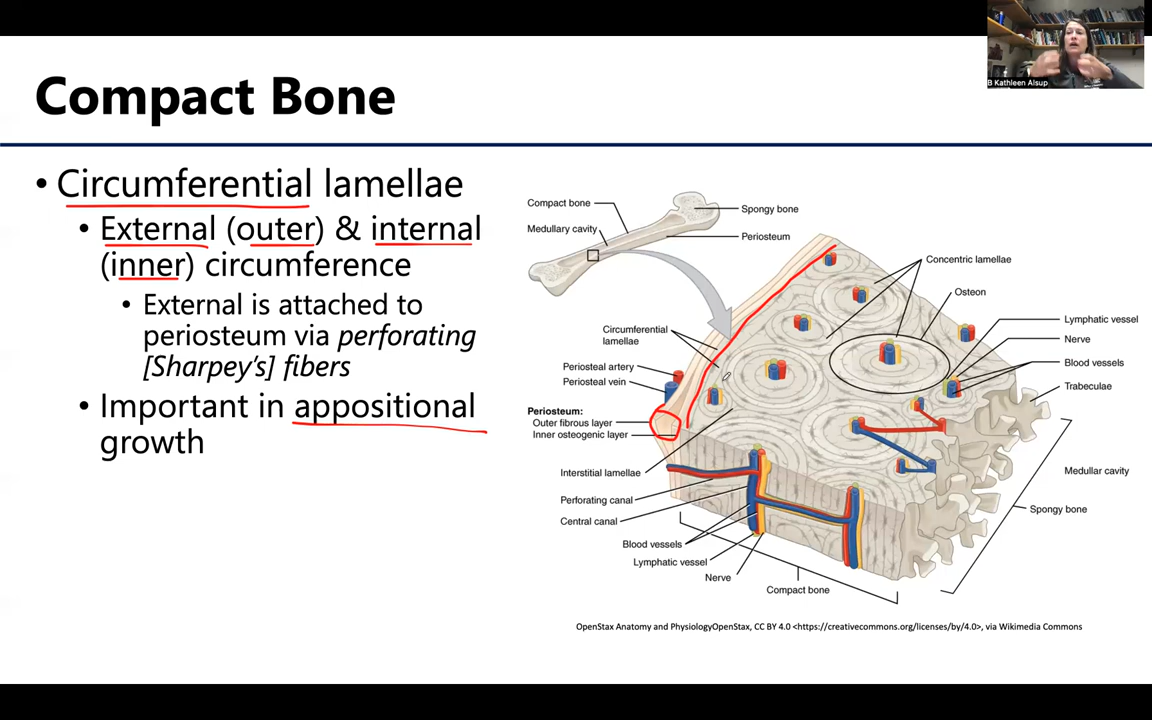 B Kathleen Alsup
Compact Bone
• Circumferential lamellae
• External (outer) & internal
(inner) circumference
• External is attached to
periosteum via perforating
[Sharpey's] fibers
• Important in appositional
growth
Compact bone
Medullary cavity
Spongy bone
Periosteum
Concentric lamellae
Osteon
Lymphatic vessel
Nerve
Blood vessels
Trabeculae
Circumferential
lamellae
Periosteal artery
Periosteal vein
Periosteum:
Outer fibrous layer
Inner osteogenic layer
Interstitial lamellae
Perforating canal
Central canal
Blood vessels
Lymphatic vessel
Nerve
Compact bone
Medullar cavity
Spongy bone
OpenStax Anatomy and PhysiologyOpenStax, CC BY 4.0 <https://creativecommons.org/licenses/by/4.0>, via Wikimedia Commons